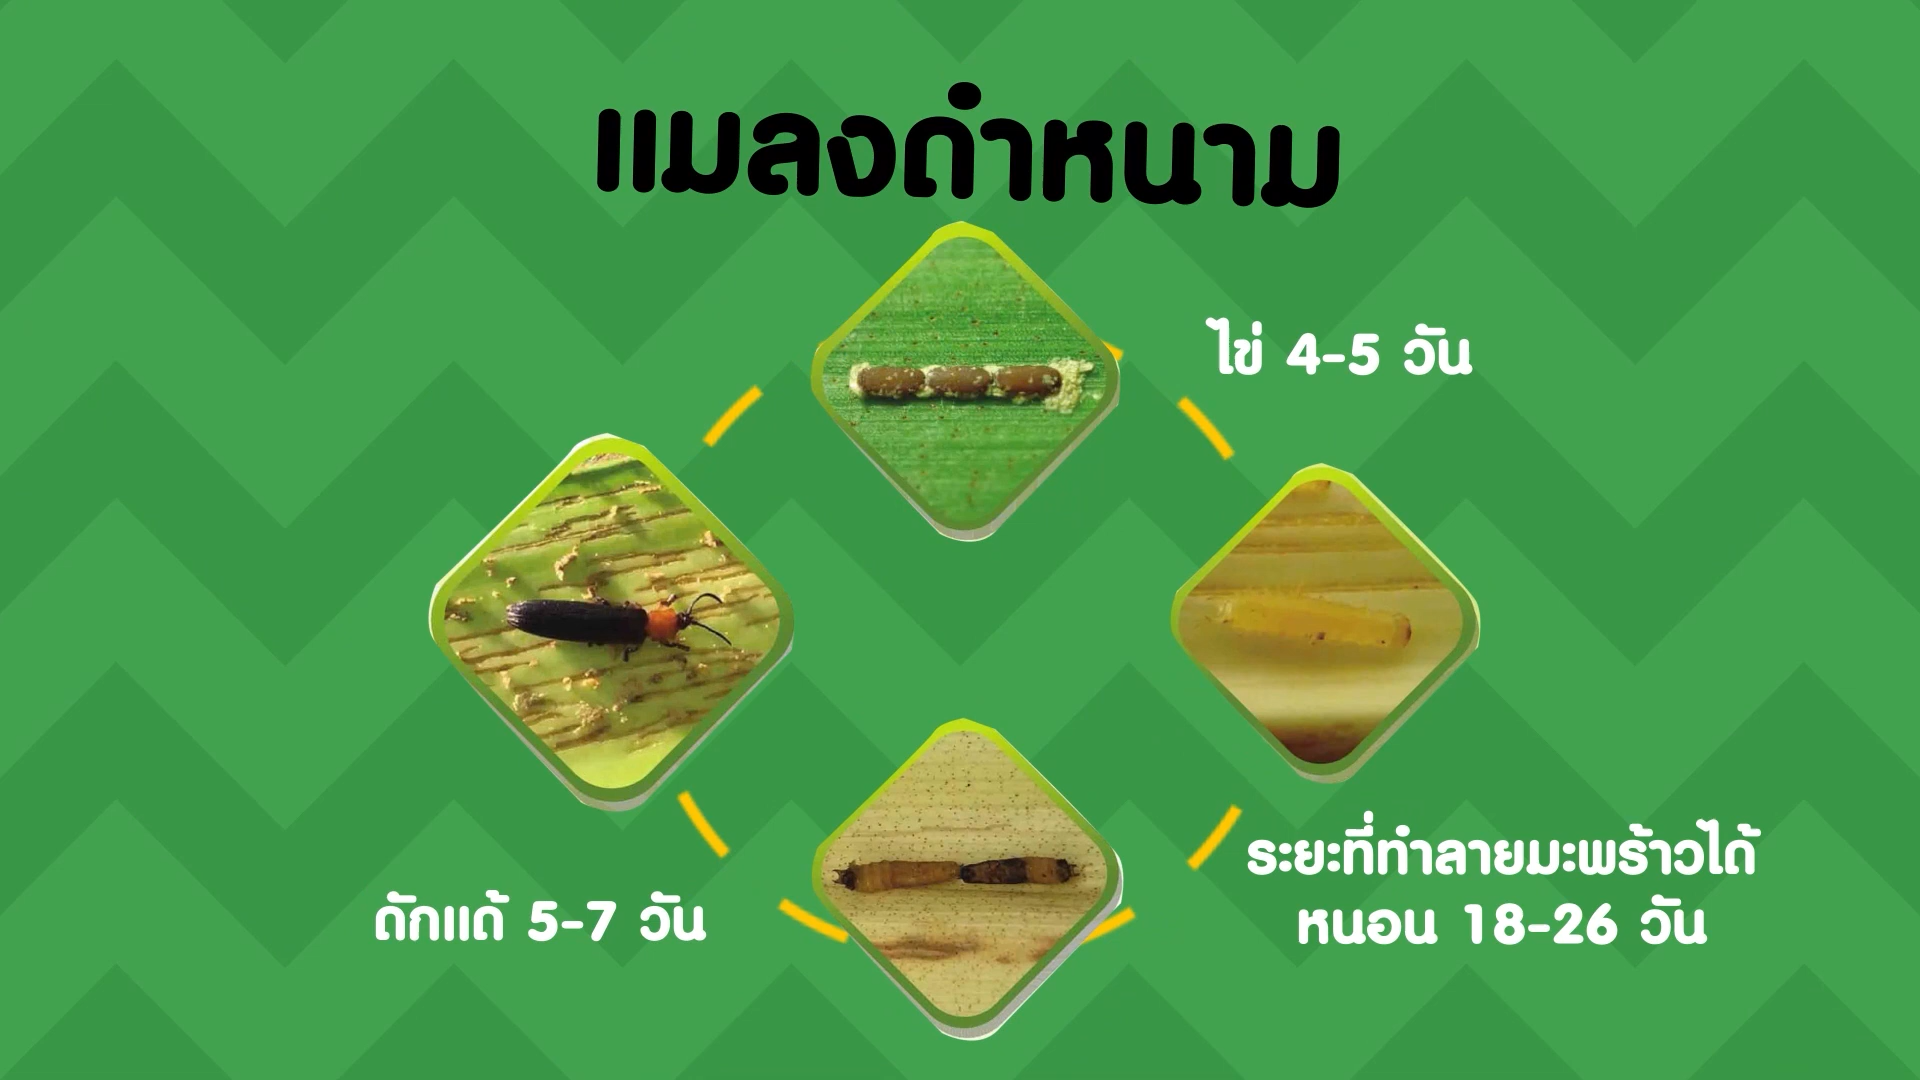 แมลงดำหนาม
ไข่ 4-5 วัน
ระยะที่ทำลายมะพร้าวได้
หนอน 18-26 วัน
ดักแด้ 5-7 วัน